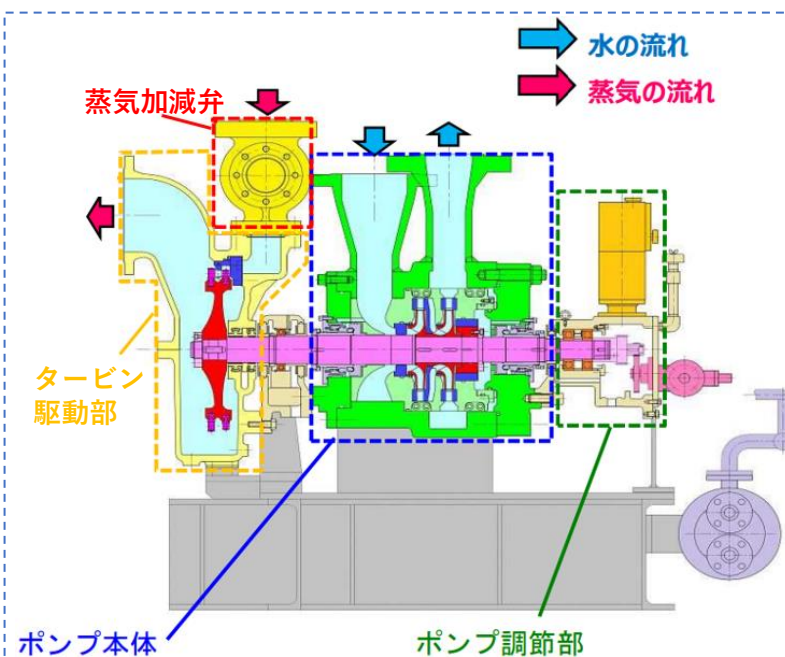 水の流れ
蒸気の流れ
蒸気加減弁
タービン
駆動部
ポンプ本体
ポンプ調節部